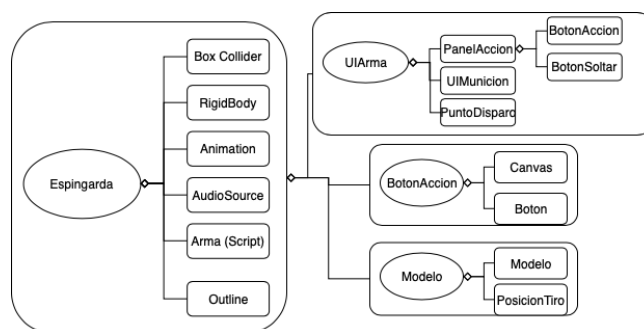 Espingarda
Box Collider
RigidBody
Animation
AudioSource
Arma (Script)
Outline
UIArma
PanelAccion
UIMunicion
PuntoDisparo
BotonAccion
BotonSoltar
BotonAccion
Canvas
Boton
Modelo
Modelo
PosicionTiro